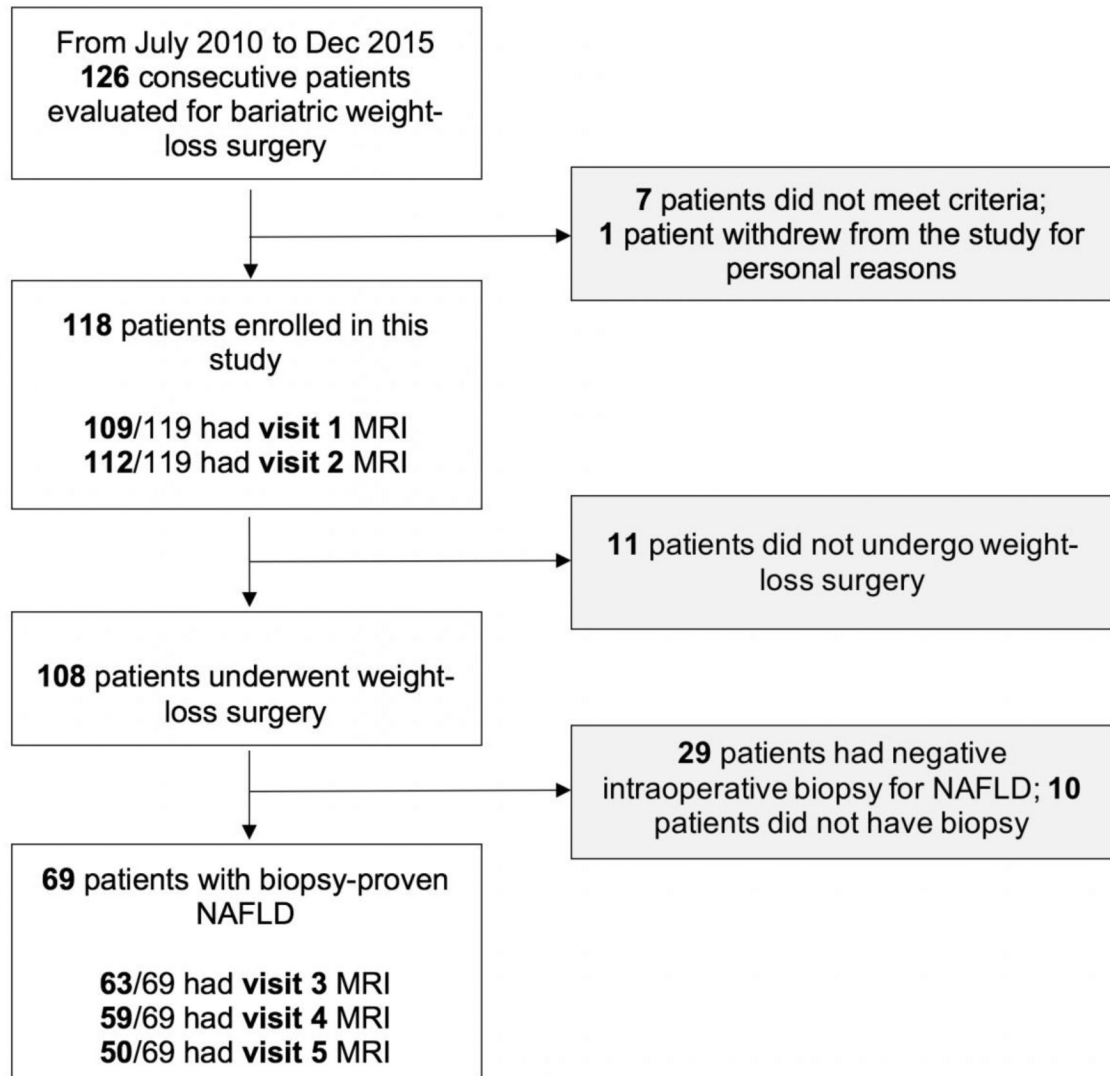 From July 2010 to Dec 2015
126 consecutive patients
evaluated for bariatric weight-
loss surgery
7 patients did not meet criteria;
1 patient withdrew from the study for
personal reasons
118 patients enrolled in this
study
109/119 had visit 1 MRI
112/119 had visit 2 MRI
11 patients did not undergo weight-
loss surgery
108 patients underwent weight-
loss surgery
29 patients had negative
intraoperative biopsy for NAFLD; 10
patients did not have biopsy
69 patients with biopsy-proven
NAFLD
63/69 had visit 3 MRI
59/69 had visit 4 MRI
50/69 had visit 5 MRI